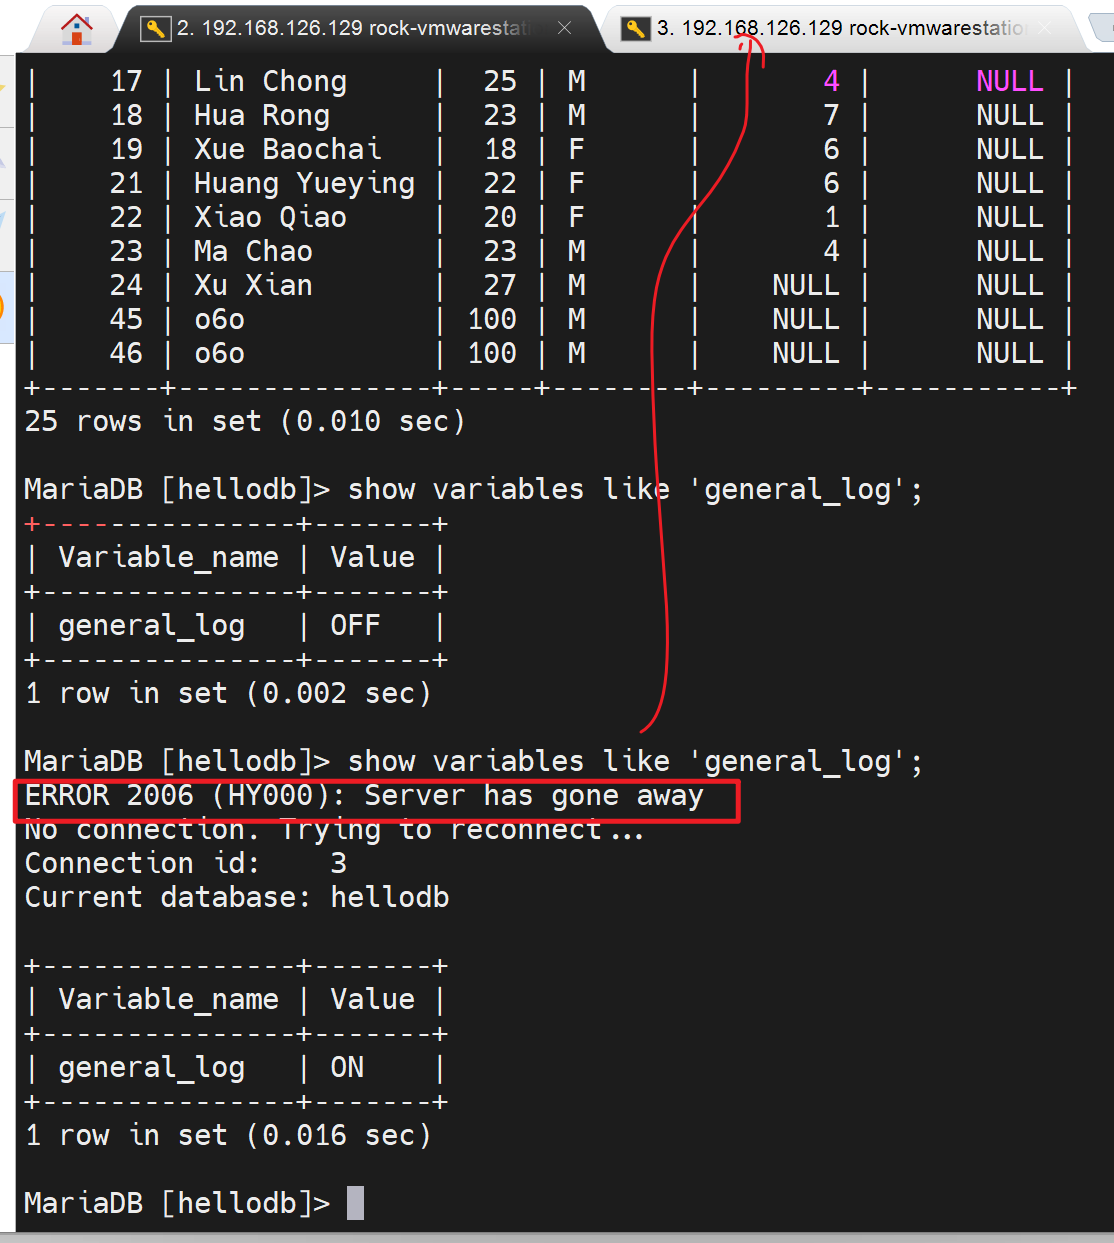 2. 192.168.126.129 rock-vmwarestati
3. 192.168.126.129 rock-vmwarestatio
|    17 | Lin Chong     |  25 | M      |       4 |      NULL |
|    18 | Hua Rong      |  23 | M      |       7 |      NULL |
|    19 | Xue Baochai   |  18 | F      |       6 |      NULL |
|    21 | Huang Yueying |  22 | F      |       6 |      NULL |
|    22 | Xiao Qiao     |  20 | F      |       1 |      NULL |
|    23 | Ma Chao       |  23 | M      |       4 |      NULL |
|    24 | Xu Xian       |  27 | M      |    NULL |      NULL |
|    45 | o6o           | 100 | M      |    NULL |      NULL |
|    46 | o6o           | 100 | M      |    NULL |      NULL |
+-------+---------------+-----+--------+---------+-----------+
25 rows in set (0.010 sec)
MariaDB [hellodb]> show variables like 'general_log';
+---------------+-------+
| Variable_name | Value |
+---------------+-------+
| general_log   | OFF   |
+---------------+-------+
1 row in set (0.002 sec)
MariaDB [hellodb]> show variables like 'general_log';
ERROR 2006 (HY000): Server has gone away
No connection. Trying to reconnect...
Connection id:    3
Current database: hellodb
+---------------+-------+
| Variable_name | Value |
+---------------+-------+
| general_log   | ON    |
+---------------+-------+
1 row in set (0.016 sec)
MariaDB [hellodb]>